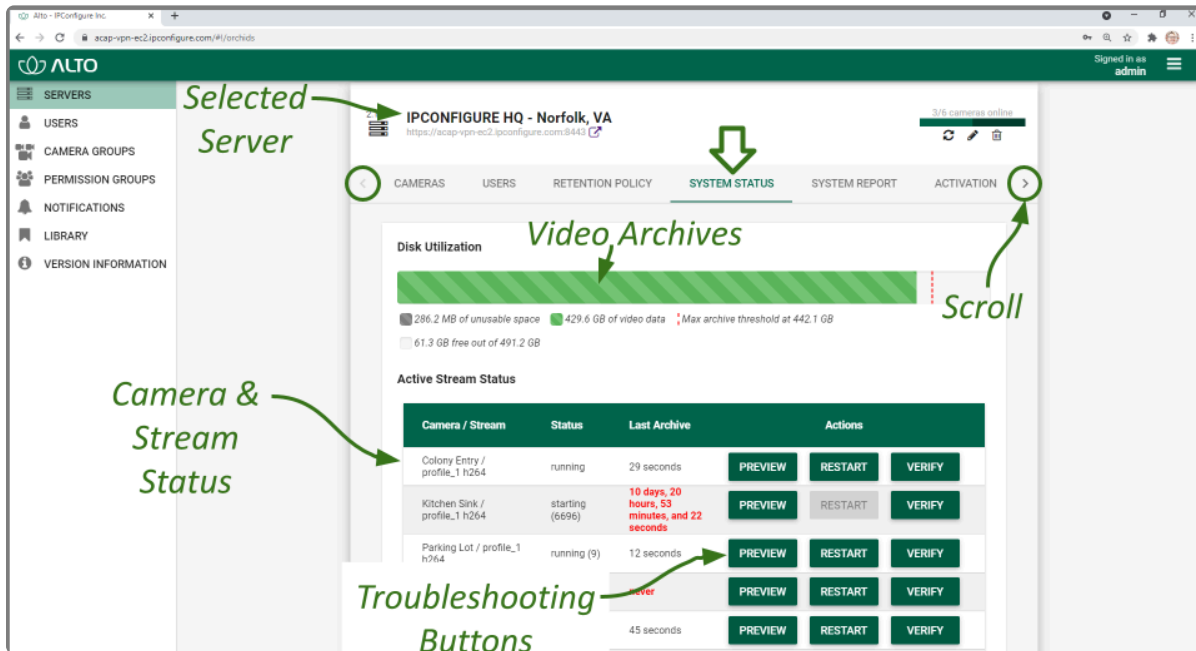 Alto - IPConfigure Inc.
acap-vpn-ec2.ipconfigure.com/#!/orchids
ALTO
Signed in as
admin
SERVERS
USERS
CAMERA GROUPS
PERMISSION GROUPS
NOTIFICATIONS
LIBRARY
VERSION INFORMATION
Selected
Server
IPCONFIGURE HQ - Norfolk, VA
https://acap-vpn-ec2.ipconfigure.com:8443
3/6 cameras online
CAMERAS USERS RETENTION POLICY SYSTEM STATUS SYSTEM REPORT ACTIVATION
Scroll
Disk Utilization
Video Archives
286.2 MB of unusable space 429.6 GB of video data Max archive threshold at 442.1 GB
61.3 GB free out of 491.2 GB
Active Stream Status
Camera &
Stream
Status
Camera / Stream Status Last Archive Actions
Colony Entry /
profile_1 h264
running 29 seconds PREVIEW RESTART VERIFY
Kitchen Sink /
profile_1 h264
starting
(6696)
10 days, 20
hours, 53
minutes, and 22
seconds
PREVIEW RESTART VERIFY
Parking Lot / profile_1
h264
running (9) 12 seconds PREVIEW RESTART VERIFY
never PREVIEW RESTART VERIFY
45 seconds PREVIEW RESTART VERIFY
Troubleshooting
Buttons